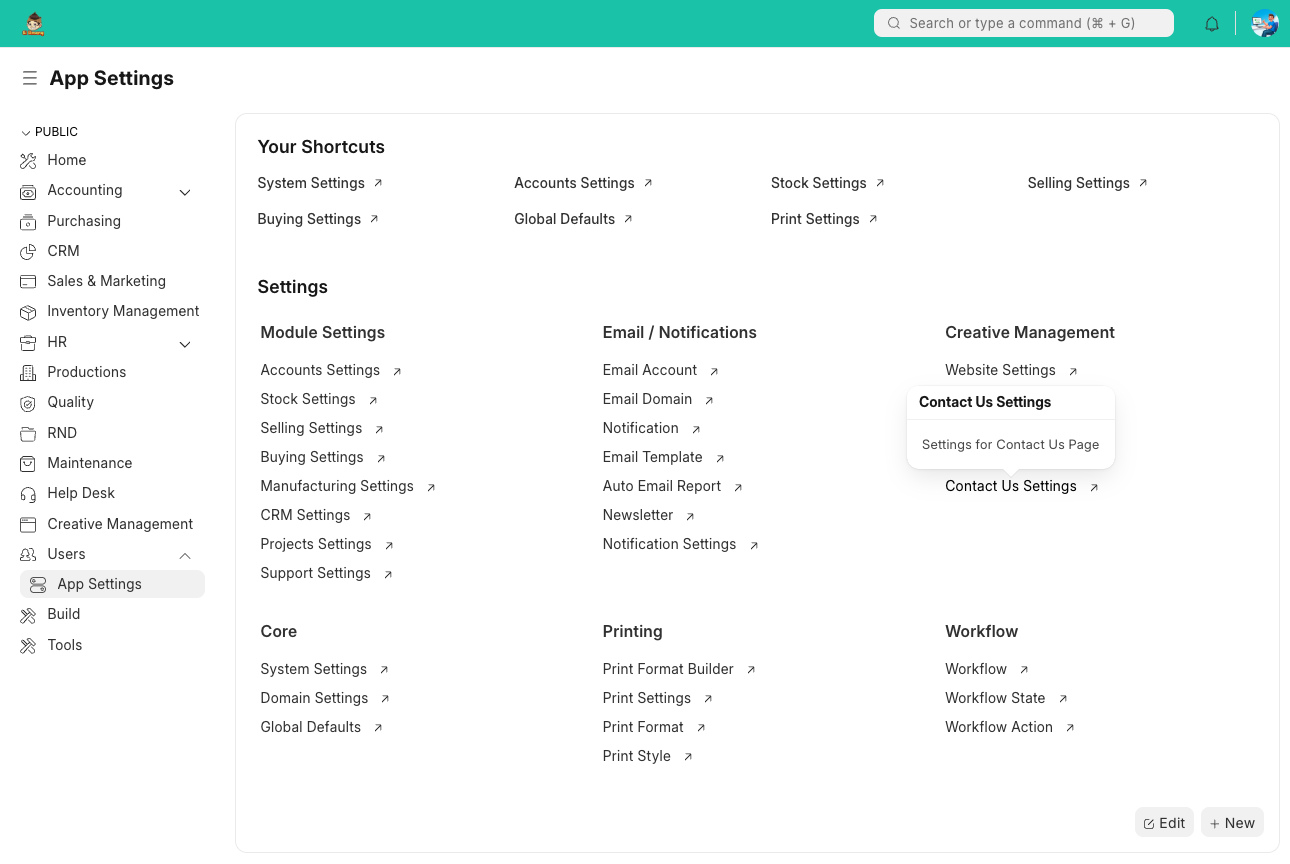 Search or type a command (⌘ + G)
App Settings
PUBLIC
Home
Accounting
Purchasing
CRM
Sales & Marketing
Inventory Management
HR
Productions
Quality
RND
Maintenance
Help Desk
Creative Management
Users
App Settings
Build
Tools
Your Shortcuts
System Settings
Accounts Settings
Stock Settings
Selling Settings
Buying Settings
Global Defaults
Print Settings
Settings
Module Settings
Accounts Settings
Stock Settings
Selling Settings
Buying Settings
Manufacturing Settings
CRM Settings
Projects Settings
Support Settings
Email / Notifications
Email Account
Email Domain
Notification
Email Template
Auto Email Report
Newsletter
Notification Settings
Creative Management
Website Settings
Contact Us Settings
Settings for Contact Us Page
Contact Us Settings
Core
System Settings
Domain Settings
Global Defaults
Printing
Print Format Builder
Print Settings
Print Format
Print Style
Workflow
Workflow
Workflow State
Workflow Action
Edit
New